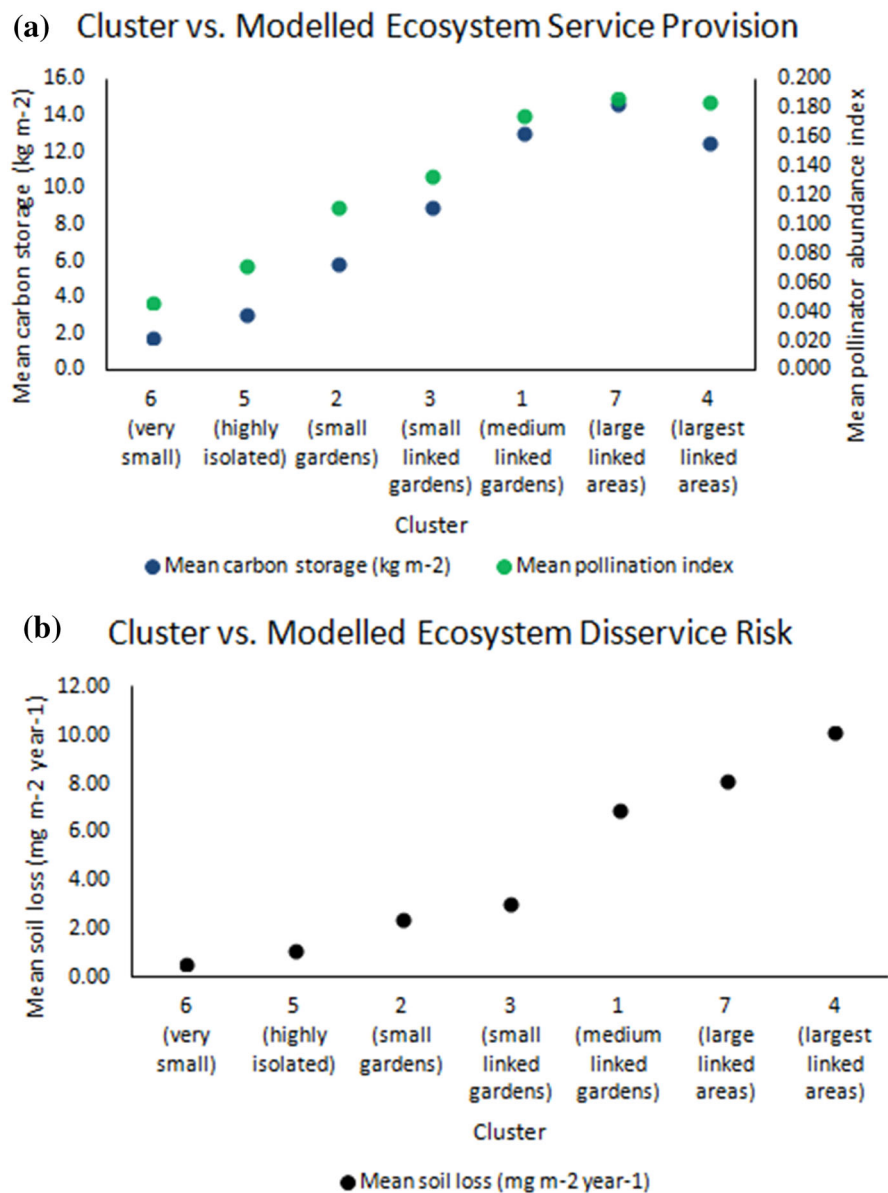 (a) Cluster vs. Modelled Ecosystem Service Provision
Mean carbon storage (kg m-2)
16.0
14.0
12.0
10.0
8.0
6.0
4.0
2.0
0.0
0.200
0.180
0.160
0.140
0.120
0.100
0.080
0.060
0.040
0.020
0.000
Mean pollinator abundance index
6 5 2 3 1 7 4
(very (highly (small (small (medium (large (largest
small) isolated) gardens) linked linked linked linked
gardens) gardens) areas) areas)
Cluster
Mean carbon storage (kg m-2) Mean pollination index
(b) Cluster vs. Modelled Ecosystem Disservice Risk
Mean soil loss (mg m-2 year-1)
12.00
10.00
8.00
6.00
4.00
2.00
0.00
6 5 2 3 1 7 4
(very (highly (small (small (medium (large (largest
small) isolated) gardens) linked linked linked linked
gardens) gardens) areas) areas)
Cluster
Mean soil loss (mg m-2 year-1)